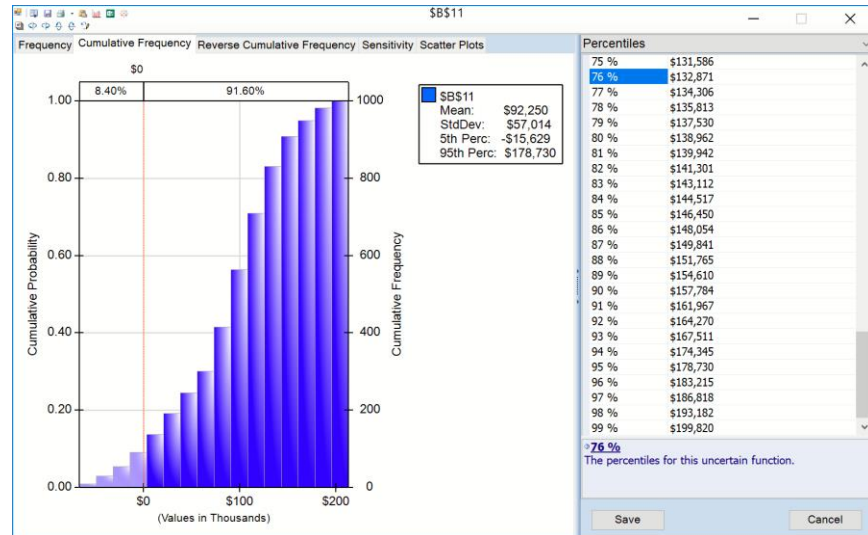 $B$11
Frequency Cumulative Frequency Reverse Cumulative Frequency Sensitivity Scatter Plots
$0
8.40% 91.60%
1.00
0.80
0.60
0.40
0.20
0.00
Cumulative Probability
1000
800
600
400
200
0
Cumulative Frequency
$0 $100 $200
(Values in Thousands)
$B$11
Mean: $92,250
StdDev: $57,014
5th Perc: -$15,629
95th Perc: $178,730
Percentiles
75 % $131,586
76 % $132,871
77 % $134,306
78 % $135,813
79 % $137,530
80 % $138,962
81 % $139,942
82 % $141,301
83 % $143,112
84 % $144,517
85 % $146,450
86 % $148,054
87 % $149,841
88 % $151,765
89 % $154,610
90 % $157,784
91 % $161,967
92 % $164,270
93 % $167,511
94 % $174,345
95 % $178,730
96 % $183,215
97 % $186,818
98 % $193,182
99 % $199,820
76 %
The percentiles for this uncertain function.
Save Cancel